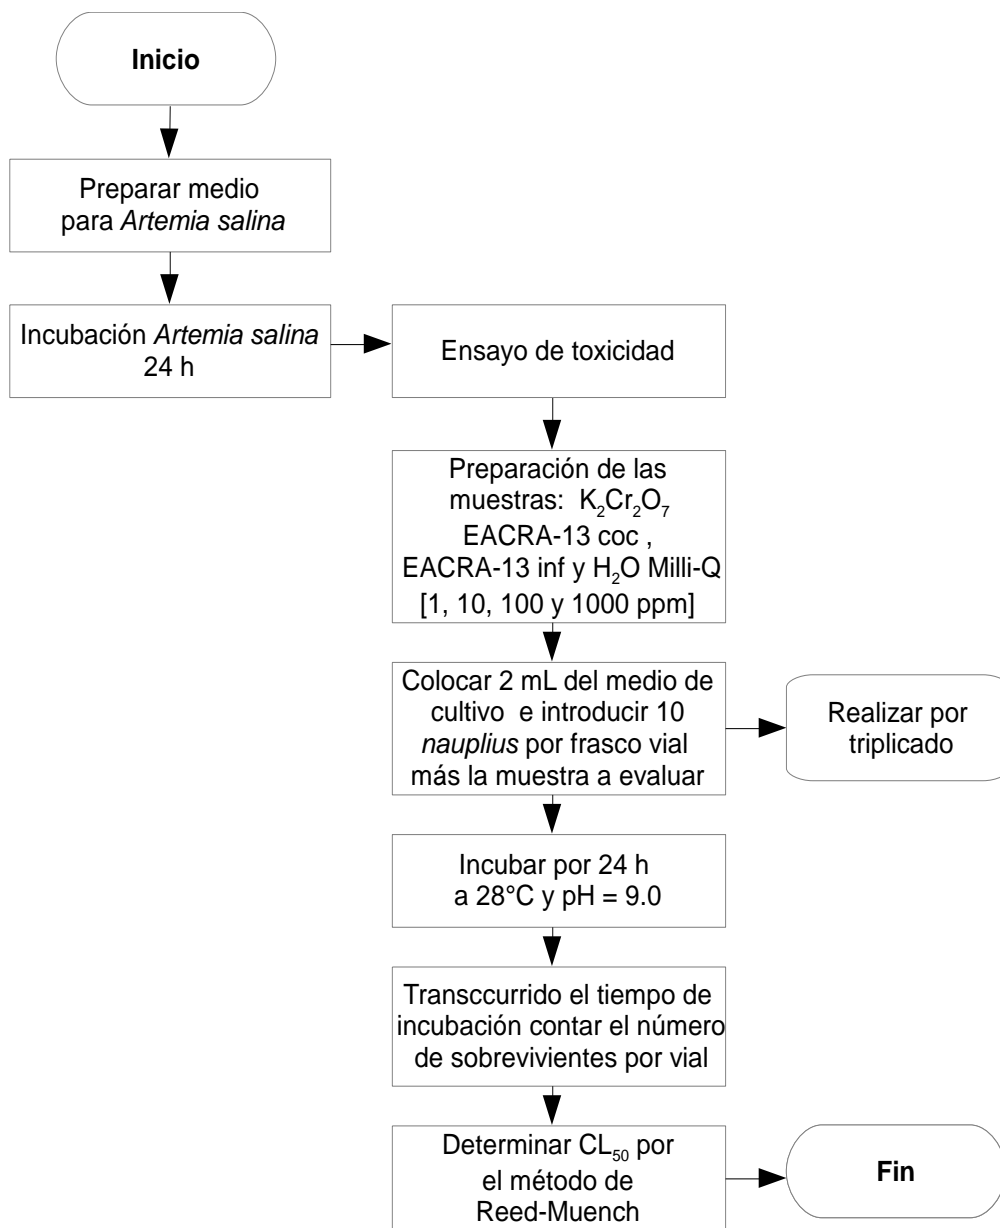 Inicio
Preparar medio
para Artemia salina
Incubación Artemia salina
24 h
Ensayo de toxicidad
Preparación de las
muestras: K₂Cr₂O₇
EACRA-13 coc ,
EACRA-13 inf y H₂O Milli-Q
[1, 10, 100 y 1000 ppm]
Colocar 2 mL del medio de
cultivo e introducir 10
nauplius por frasco vial
más la muestra a evaluar
Realizar por
triplicado
Incubar por 24 h
a 28°C y pH = 9.0
Transccurrido el tiempo de
incubación contar el número
de sobrevivientes por vial
Determinar CL₅₀ por
el método de
Reed-Muench
Fin